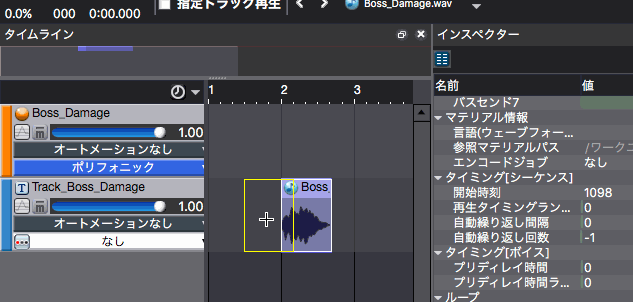 0.0% 000 0:00.000 指定トラック再生 Boss_Damage.wav
タイムライン
1 2 3
Boss_Damage
1.00
オートメーションなし
ポリフォニック
T Track_Boss_Damage
1.00
オートメーションなし
なし
Boss
インスペクター
名前 値
バスセンド7
マテリアル情報
言語(ウェーブフォー...
参照マテリアルパス /ワークユ
エンコードジョブ なし
タイミング[シーケンス]
開始時刻 1098
再生タイミングラン... 0
自動繰り返し間隔 0
自動繰り返し回数 -1
タイミング[ボイス]
プリディレイ時間 0
プリディレイ時間ラ... 0
ループ